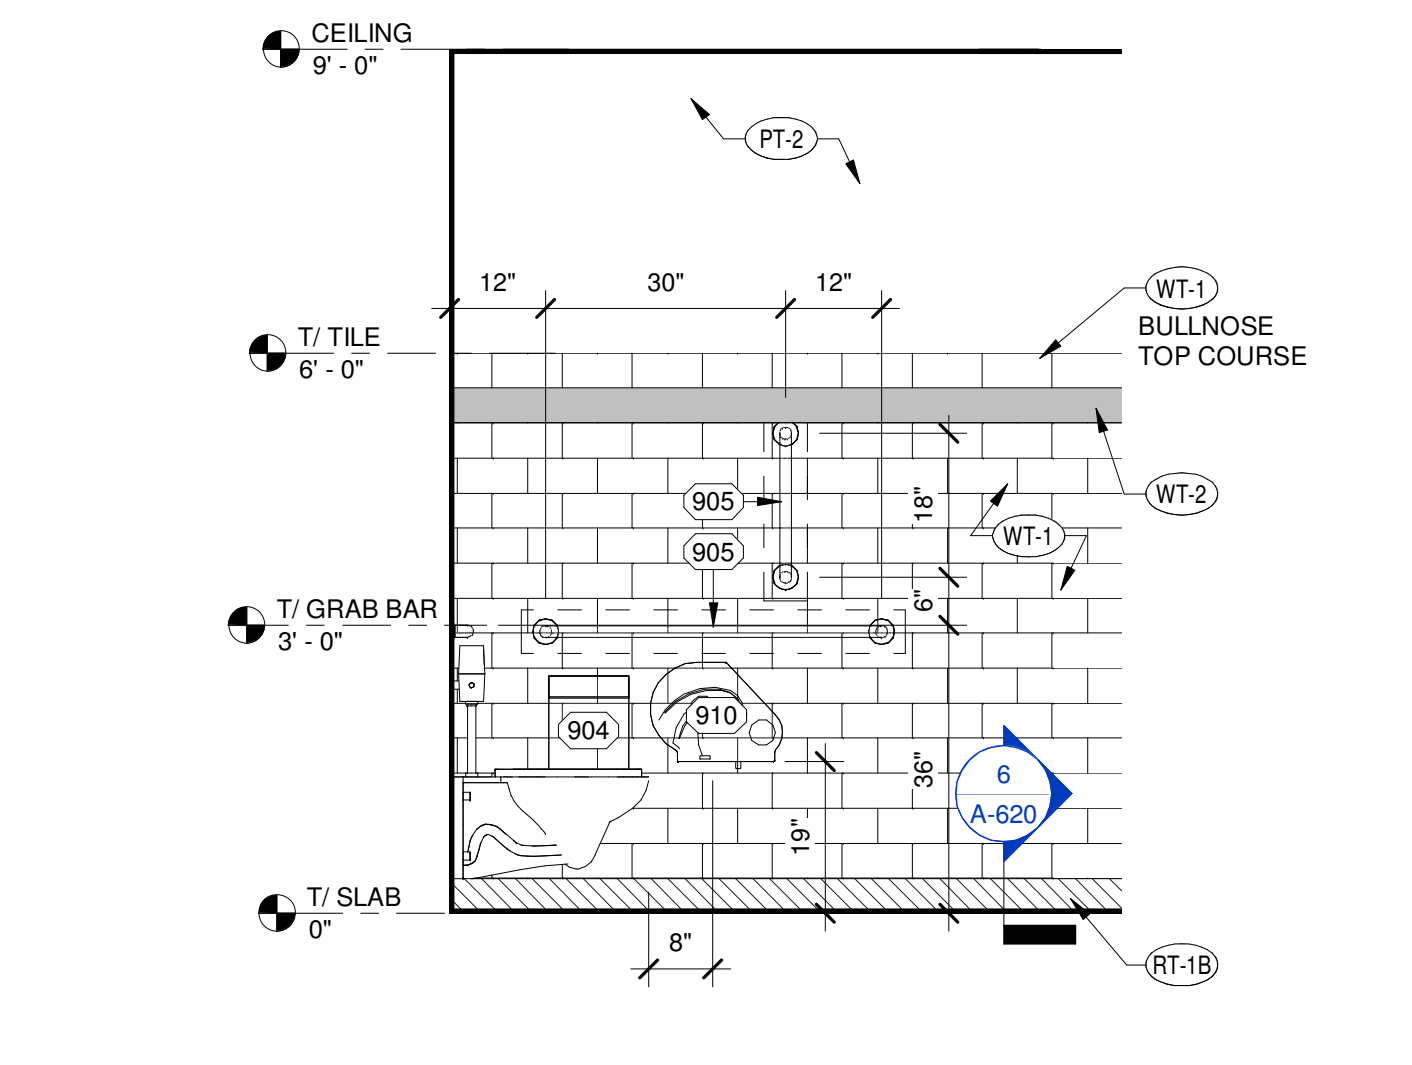 CEILING
9' - 0"
PT-2
12"
30"
12"
WT-1
BULLNOSE
TOP COURSE
T/ TILE
6' - 0"
905
18"
WT-2
WT-1
905
T/ GRAB BAR
3' - 0"
6"
904
910
36"
6
A-620
19"
T/ SLAB
0"
8"
RT-1B